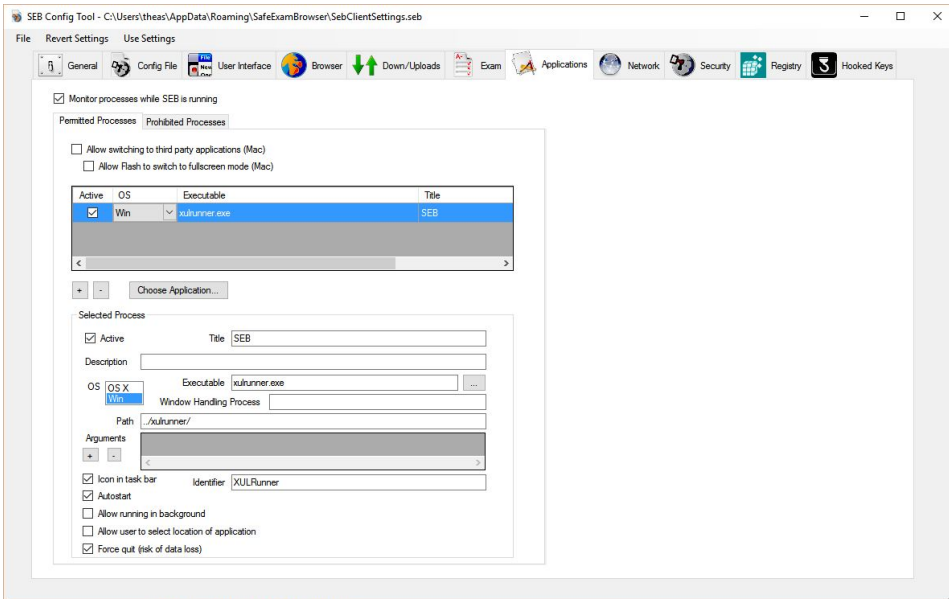 SEB Config Tool - C:\Users\theas\AppData\Roaming\SafeExamBrowser\SebClientSettings.seb
File Revert Settings Use Settings
General Config File File New User Interface Browser Down/Uploads Exam Applications Network Security Registry Hooked Keys
Monitor processes while SEB is running
Permitted Processes Prohibited Processes
Allow switching to third party applications (Mac)
Allow Flash to switch to fullscreen mode (Mac)
Active OS Executable Title
Win xulrunner.exe SEB
+ - Choose Application...
Selected Process
Active Title SEB
Description
OS OS X Executable xulrunner.exe ...
Win Window Handling Process
Path ../xulrunner/
Arguments
+ -
Icon in task bar Identifier XULRunner
Autostart
Allow running in background
Allow user to select location of application
Force quit (risk of data loss)